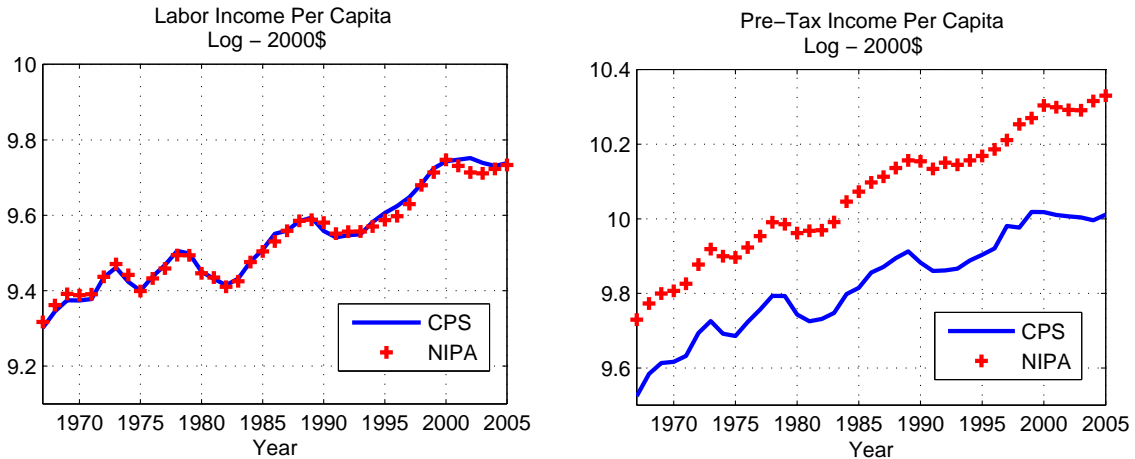 Labor Income Per Capita
Log − 2000$
10
9.8
9.6
9.4
9.2
CPS
NIPA
1970 1975 1980 1985 1990 1995 2000 2005
Year
Pre−Tax Income Per Capita
Log − 2000$
10.4
10.2
10
9.8
9.6
CPS
NIPA
1970 1975 1980 1985 1990 1995 2000 2005
Year